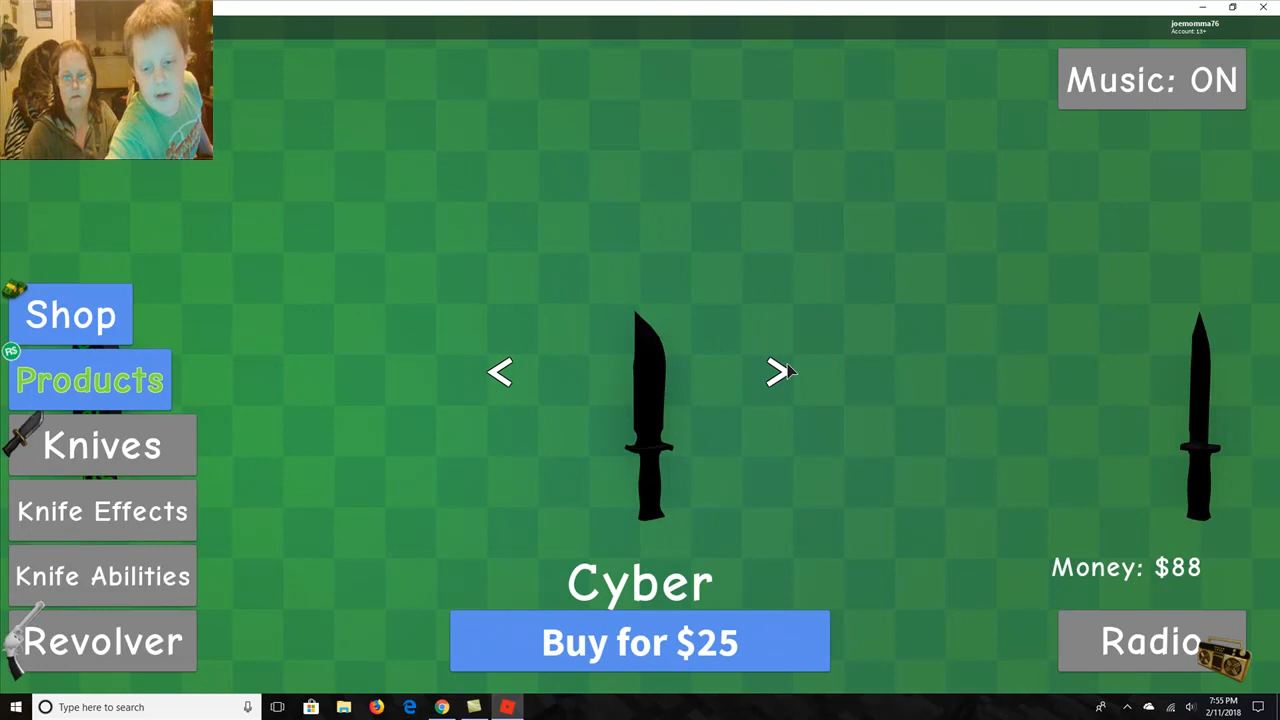 joemomma76
Account: 13+
Music: ON
Shop
R$
Products
Knives
Knife Effects
Knife Abilities
Revolver
<
>
Cyber
Buy for $25
Money: $88
Radio
Type here to search
7:55 PM
2/11/2018